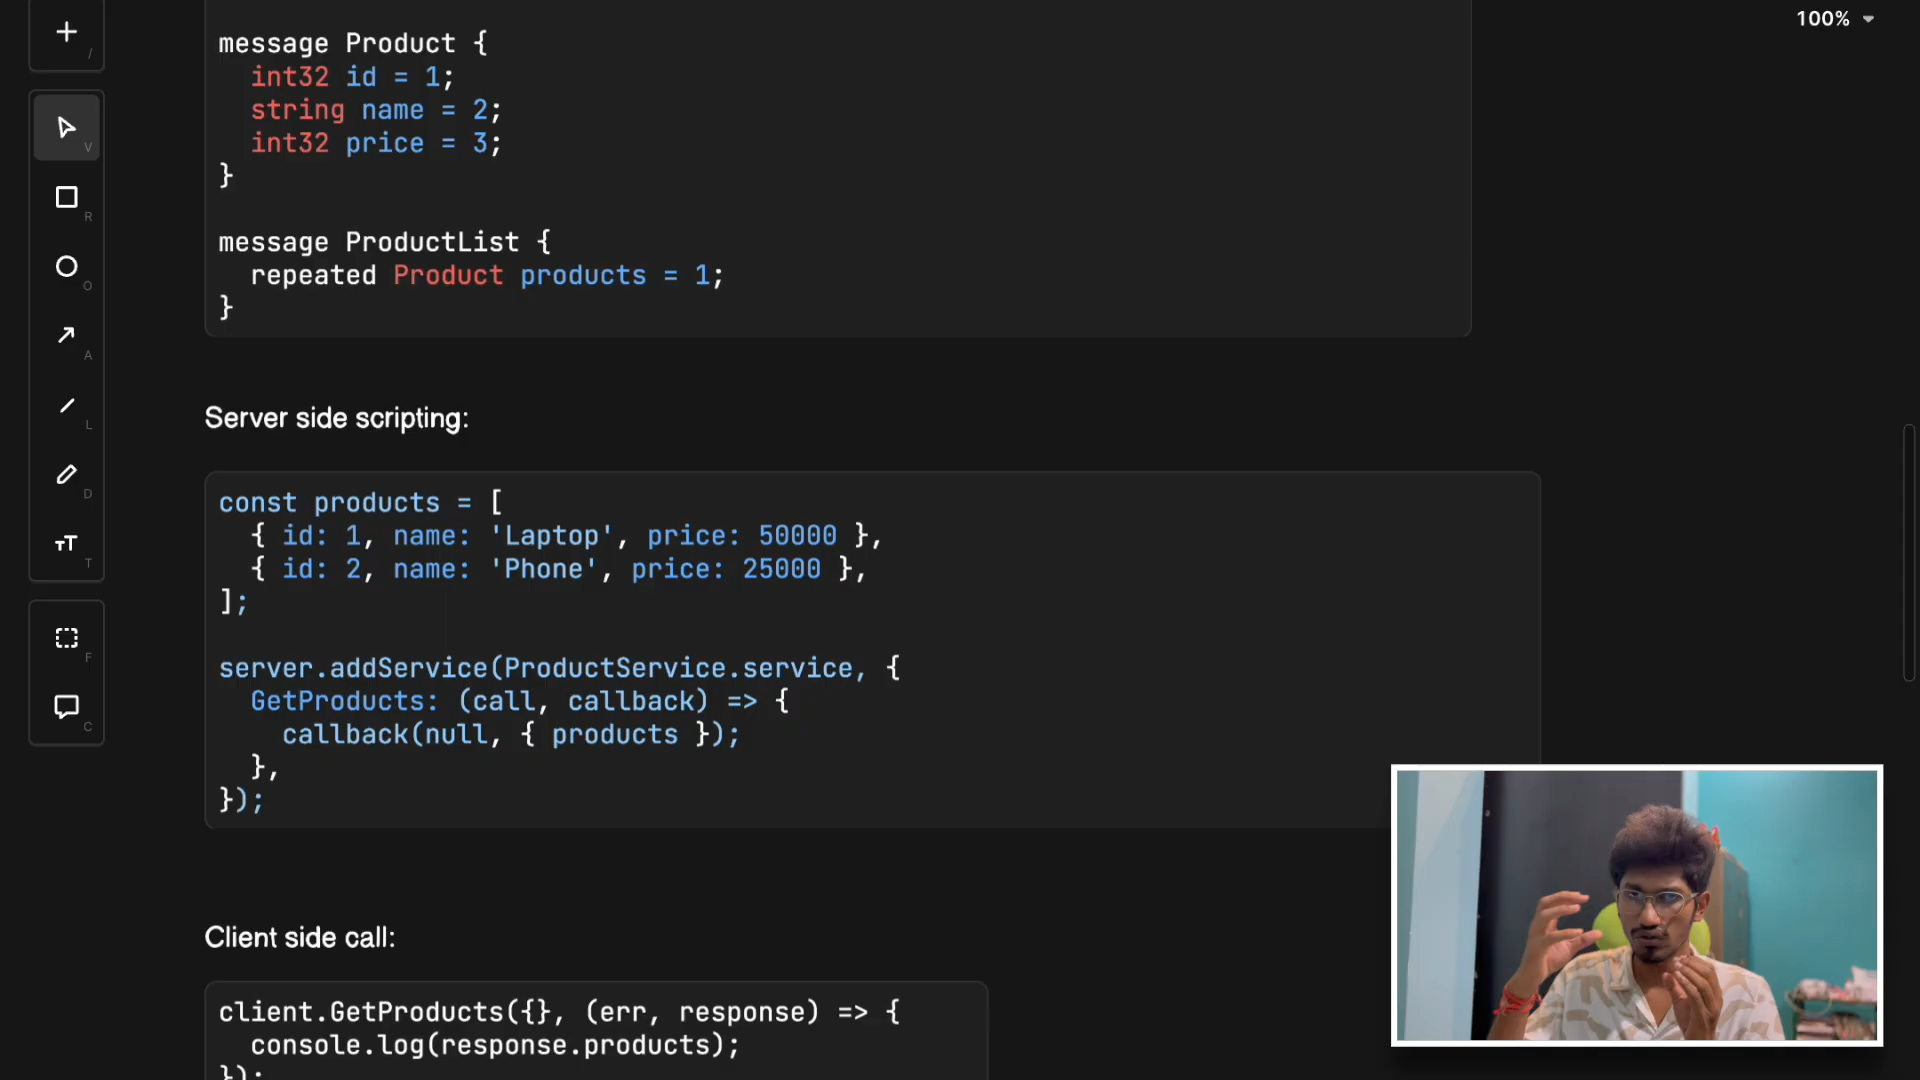 100%
/
V
R
O
A
L
D
T
F
C
message Product {
int32 id = 1;
string name = 2;
int32 price = 3;
}
message ProductList {
repeated Product products = 1;
}
Server side scripting:
const products = [
{ id: 1, name: 'Laptop', price: 50000 },
{ id: 2, name: 'Phone', price: 25000 },
];
server.addService(ProductService.service, {
GetProducts: (call, callback) => {
callback(null, { products });
},
});
Client side call:
client.GetProducts({}, (err, response) => {
console.log(response.products);
});